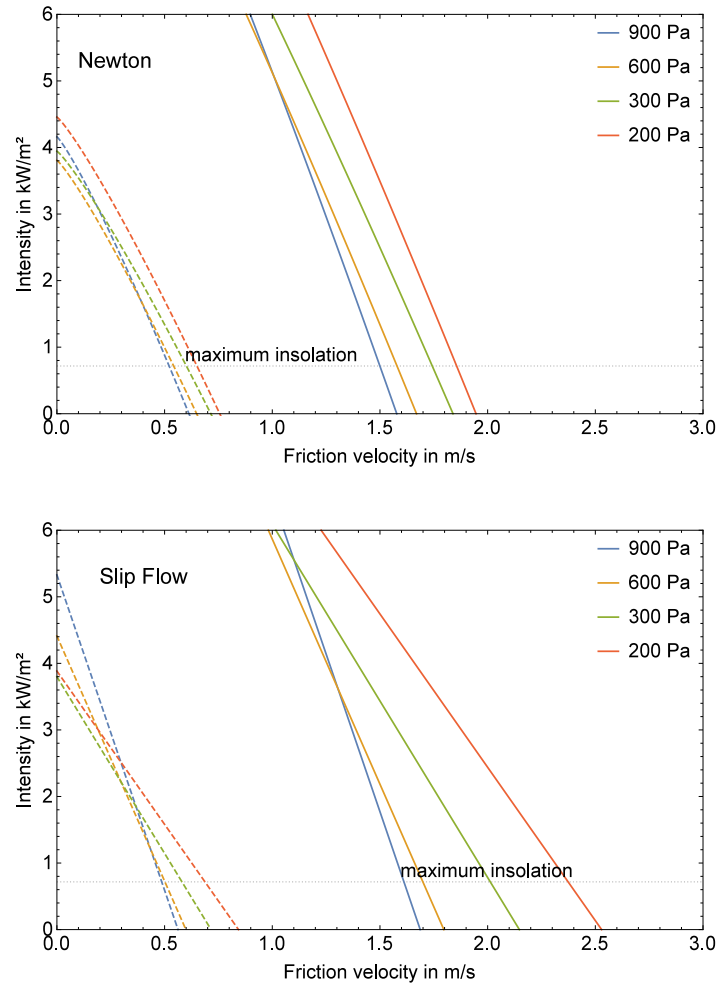 6
5
4
3
2
1
0
Intensity in kW/m²
Newton
900 Pa
600 Pa
300 Pa
200 Pa
maximum insolation
0.0 0.5 1.0 1.5 2.0 2.5 3.0
Friction velocity in m/s
6
5
4
3
2
1
0
Intensity in kW/m²
Slip Flow
900 Pa
600 Pa
300 Pa
200 Pa
maximum insolation
0.0 0.5 1.0 1.5 2.0 2.5 3.0
Friction velocity in m/s